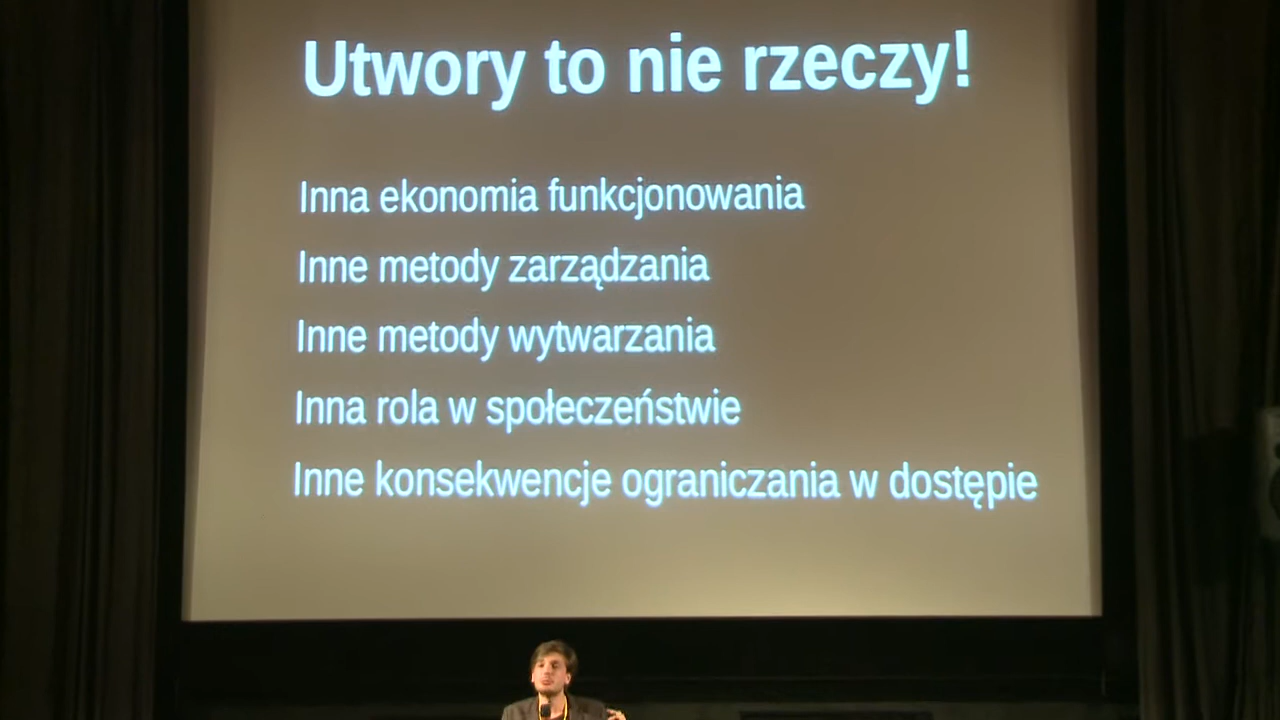 Utwory to nie rzeczy!
Inna ekonomia funkcjonowania
Inne metody zarządzania
Inne metody wytwarzania
Inna rola w społeczeństwie
Inne konsekwencje ograniczania w dostępie